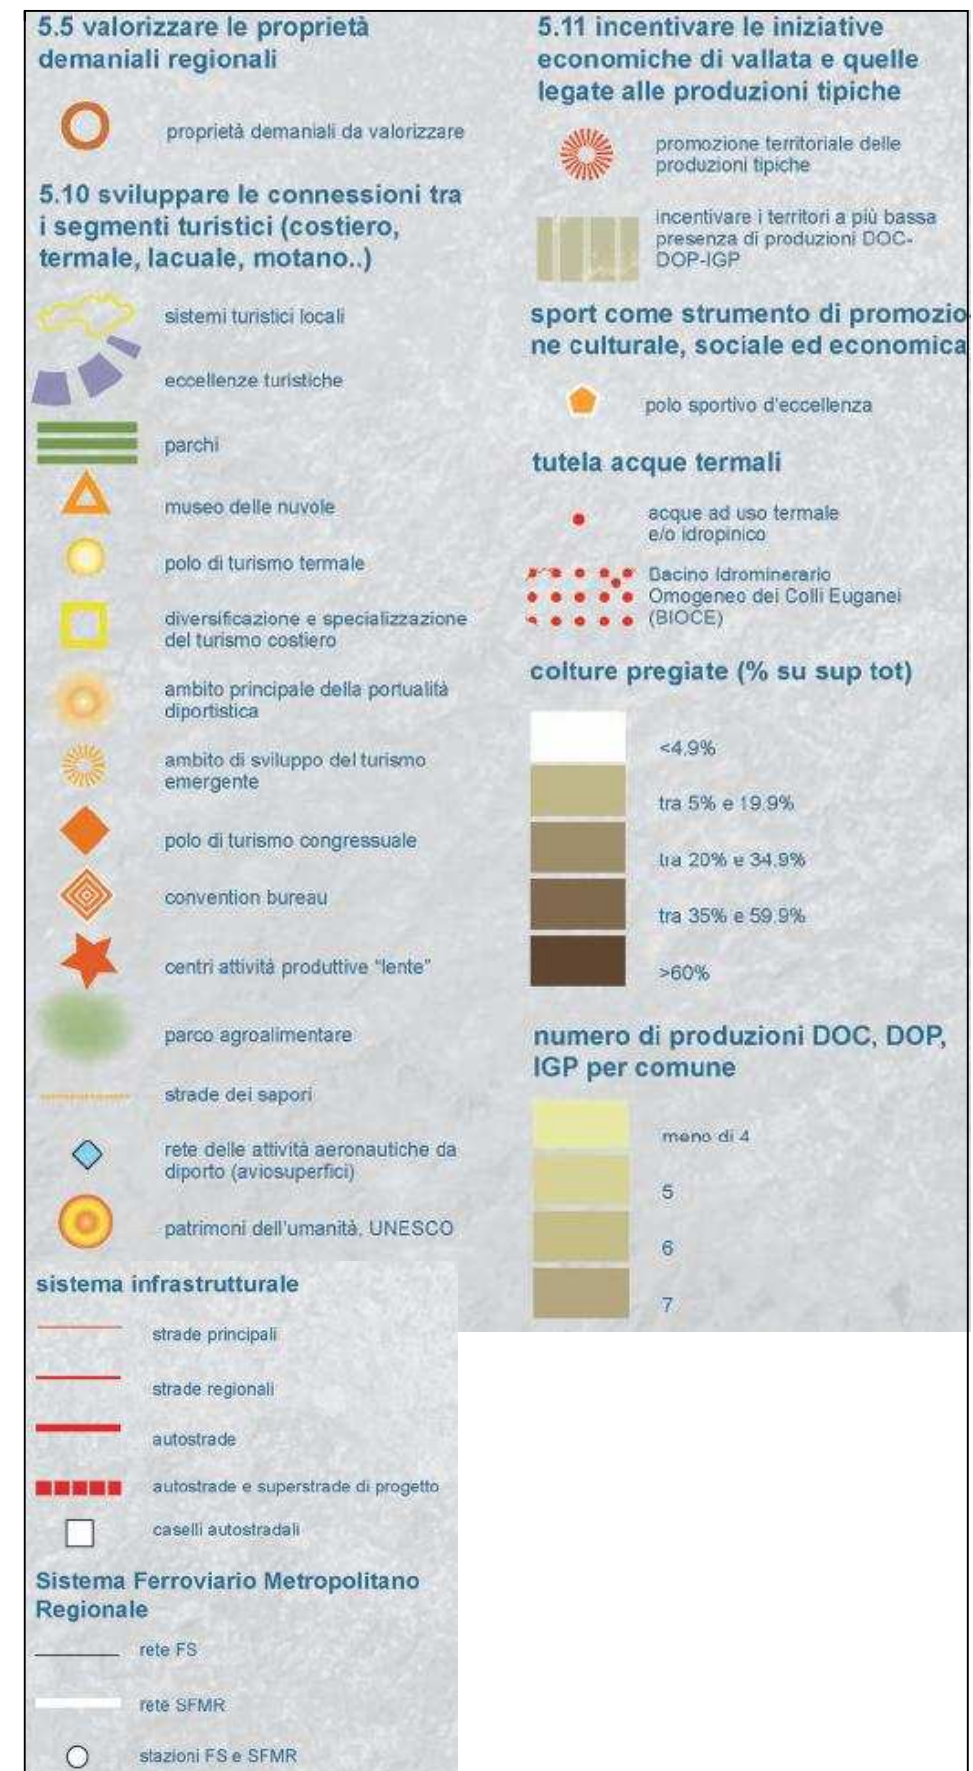 5.5 valorizzare le proprietà
demaniali regionali
proprietà demaniali da valorizzare
5.10 sviluppare le connessioni tra
i segmenti turistici (costiero,
termale, lacuale, motano..)
sistemi turistici locali
eccellenze turistiche
parchi
museo delle nuvole
polo di turismo termale
diversificazione e specializzazione
del turismo costiero
ambito principale della portualità
diportistica
ambito di sviluppo del turismo
emergente
polo di turismo congressuale
convention bureau
centri attività produttive "lente"
parco agroalimentare
strade dei sapori
rete delle attività aeronautiche da
diporto (aviosuperfici)
patrimoni dell'umanità, UNESCO
sistema infrastrutturale
strade principali
strade regionali
autostrade
autostrade e superstrade di progetto
caselli autostradali
Sistema Ferroviario Metropolitano
Regionale
rete FS
rete SFMR
stazioni FS e SFMR
5.11 incentivare le iniziative
economiche di vallata e quelle
legate alle produzioni tipiche
promozione territoriale delle
produzioni tipiche
incentivare i territori a più bassa
presenza di produzioni DOC-
DOP-IGP
sport come strumento di promozio-
ne culturale, sociale ed economica
polo sportivo d'eccellenza
tutela acque termali
acque ad uso termale
e/o idropinico
Bacino Idrominerario
Omogeneo dei Colli Euganei
(BIOCE)
colture pregiate (% su sup tot)
<4,9%
tra 5% e 19.9%
tra 20% e 34.9%
tra 35% e 59.9%
>60%
numero di produzioni DOC, DOP,
IGP per comune
meno di 4
5
6
7